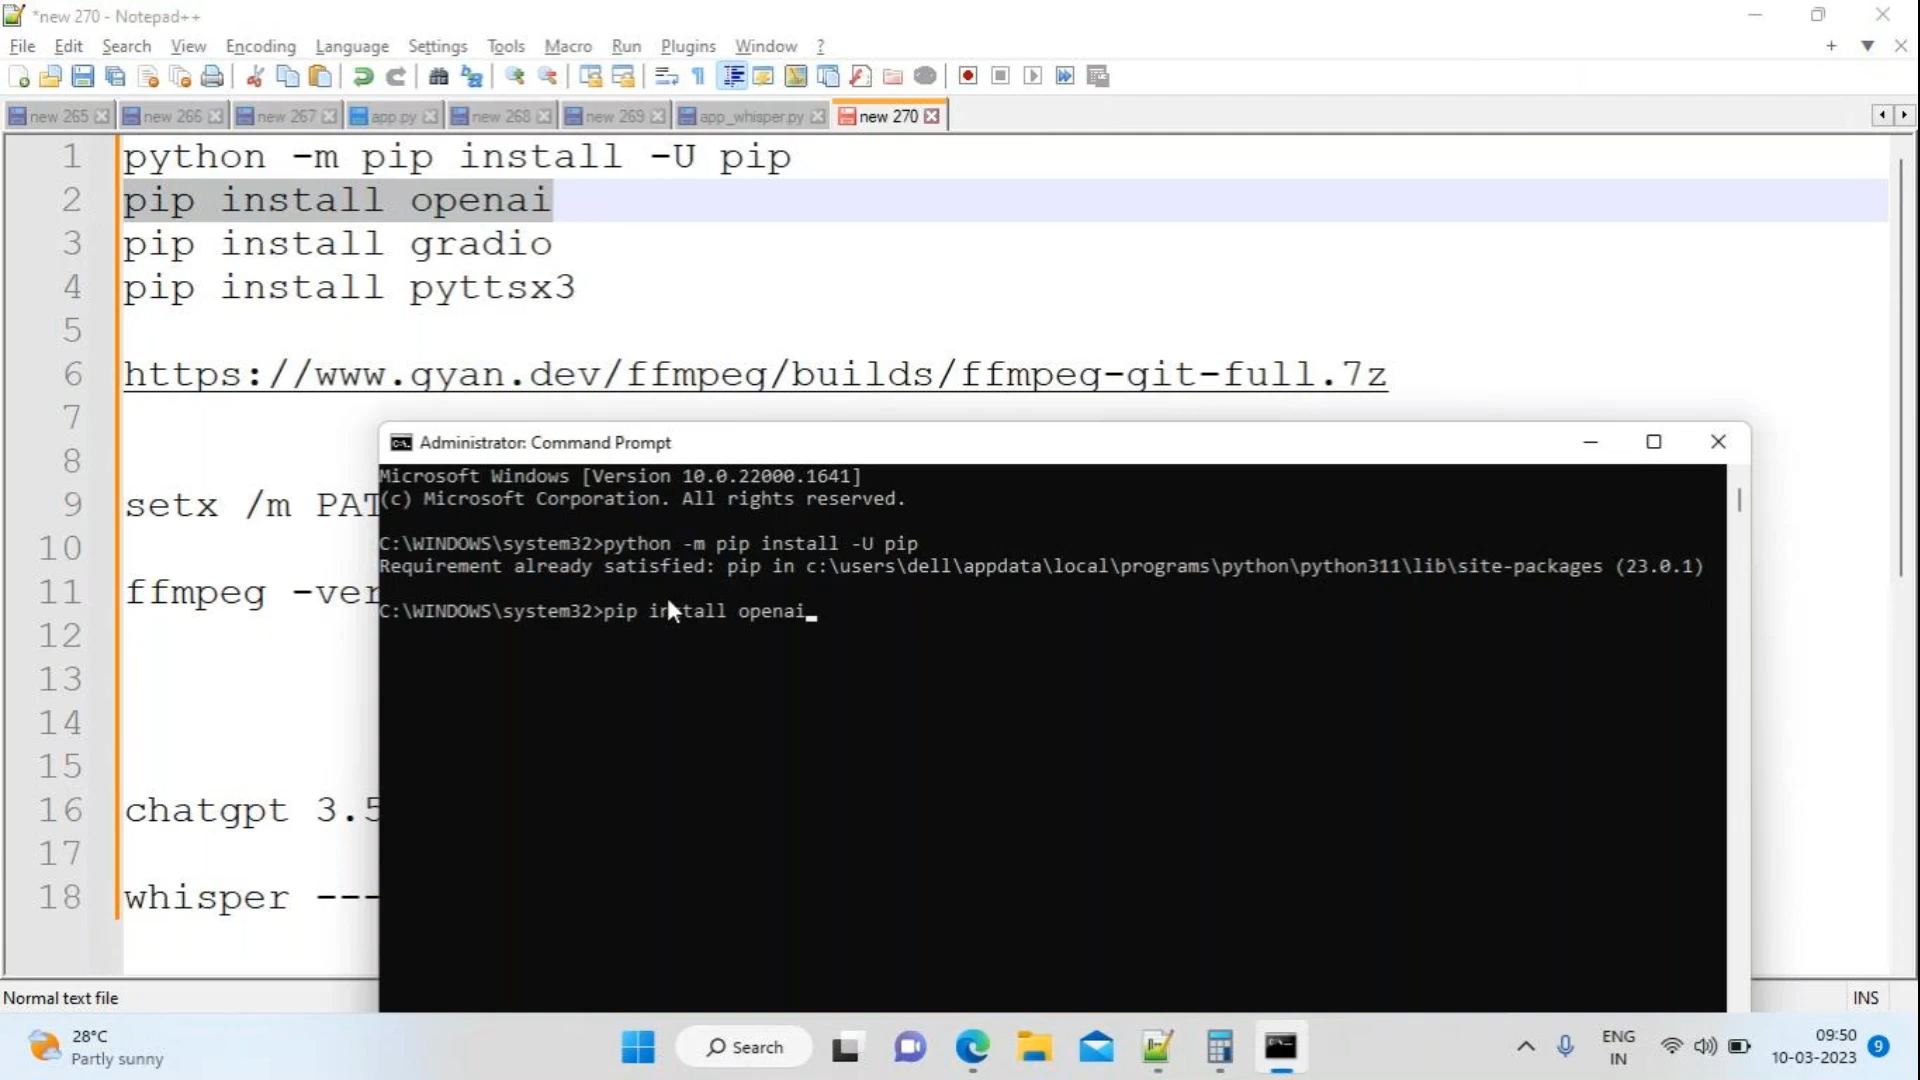 *new 270 - Notepad++
File Edit Search View Encoding Language Settings Tools Macro Run Plugins Window ?
new 265 new 266 new 267 app.py new 268 new 269 app_whisper.py new 270
1 python -m pip install -U pip
2 pip install openai
3 pip install gradio
4 pip install pyttsx3
5
6 https://www.gyan.dev/ffmpeg/builds/ffmpeg-git-full.7z
7
8
9 setx /m PAT
10
11 ffmpeg -ver
12
13
14
15
16 chatgpt 3.5
17
18 whisper ---
Administrator: Command Prompt
Microsoft Windows [Version 10.0.22000.1641]
(c) Microsoft Corporation. All rights reserved.
C:\WINDOWS\system32>python -m pip install -U pip
Requirement already satisfied: pip in c:\users\dell\appdata\local\programs\python\python311\lib\site-packages (23.0.1)
C:\WINDOWS\system32>pip install openai_
Normal text file INS
28°C
Partly sunny
Search
ENG
IN
09:50
10-03-2023
9